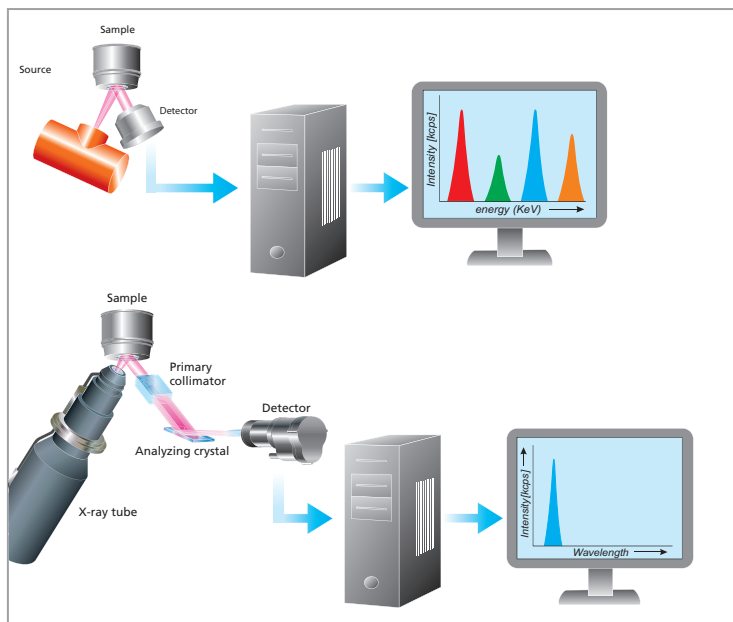 Sample
Source
Detector
Intensity [kcps]
energy (KeV)
Sample
Primary
collimator
Detector
Analyzing crystal
X-ray tube
Intensity[kcps]
Wavelength